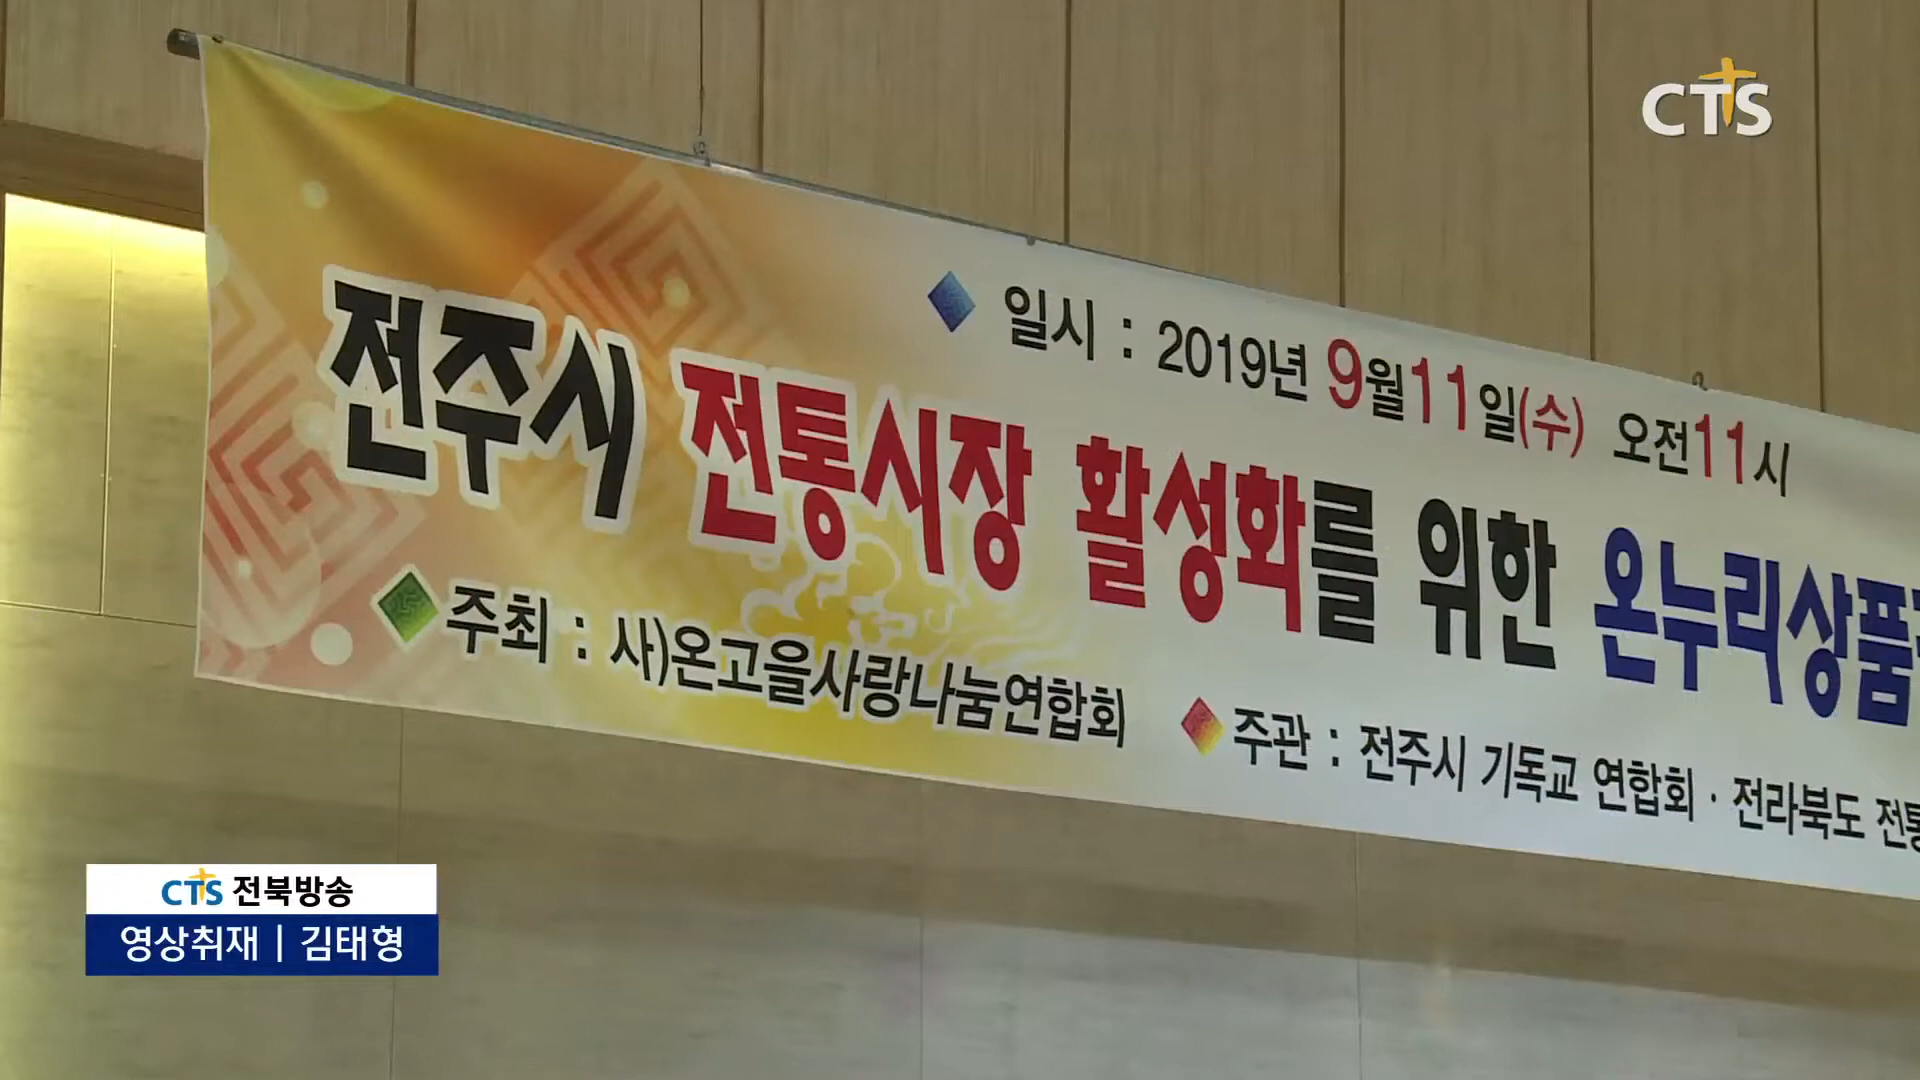 CTS
일시 : 2019년 9월11일(수) 오전11시
전주시 전통시장 활성화를 위한 온누리상품
주최 : 사)온고을사랑나눔연합회
주관 : 전주시 기독교 연합회 · 전라북도 전통
CTS 전북방송
영상취재 | 김태형